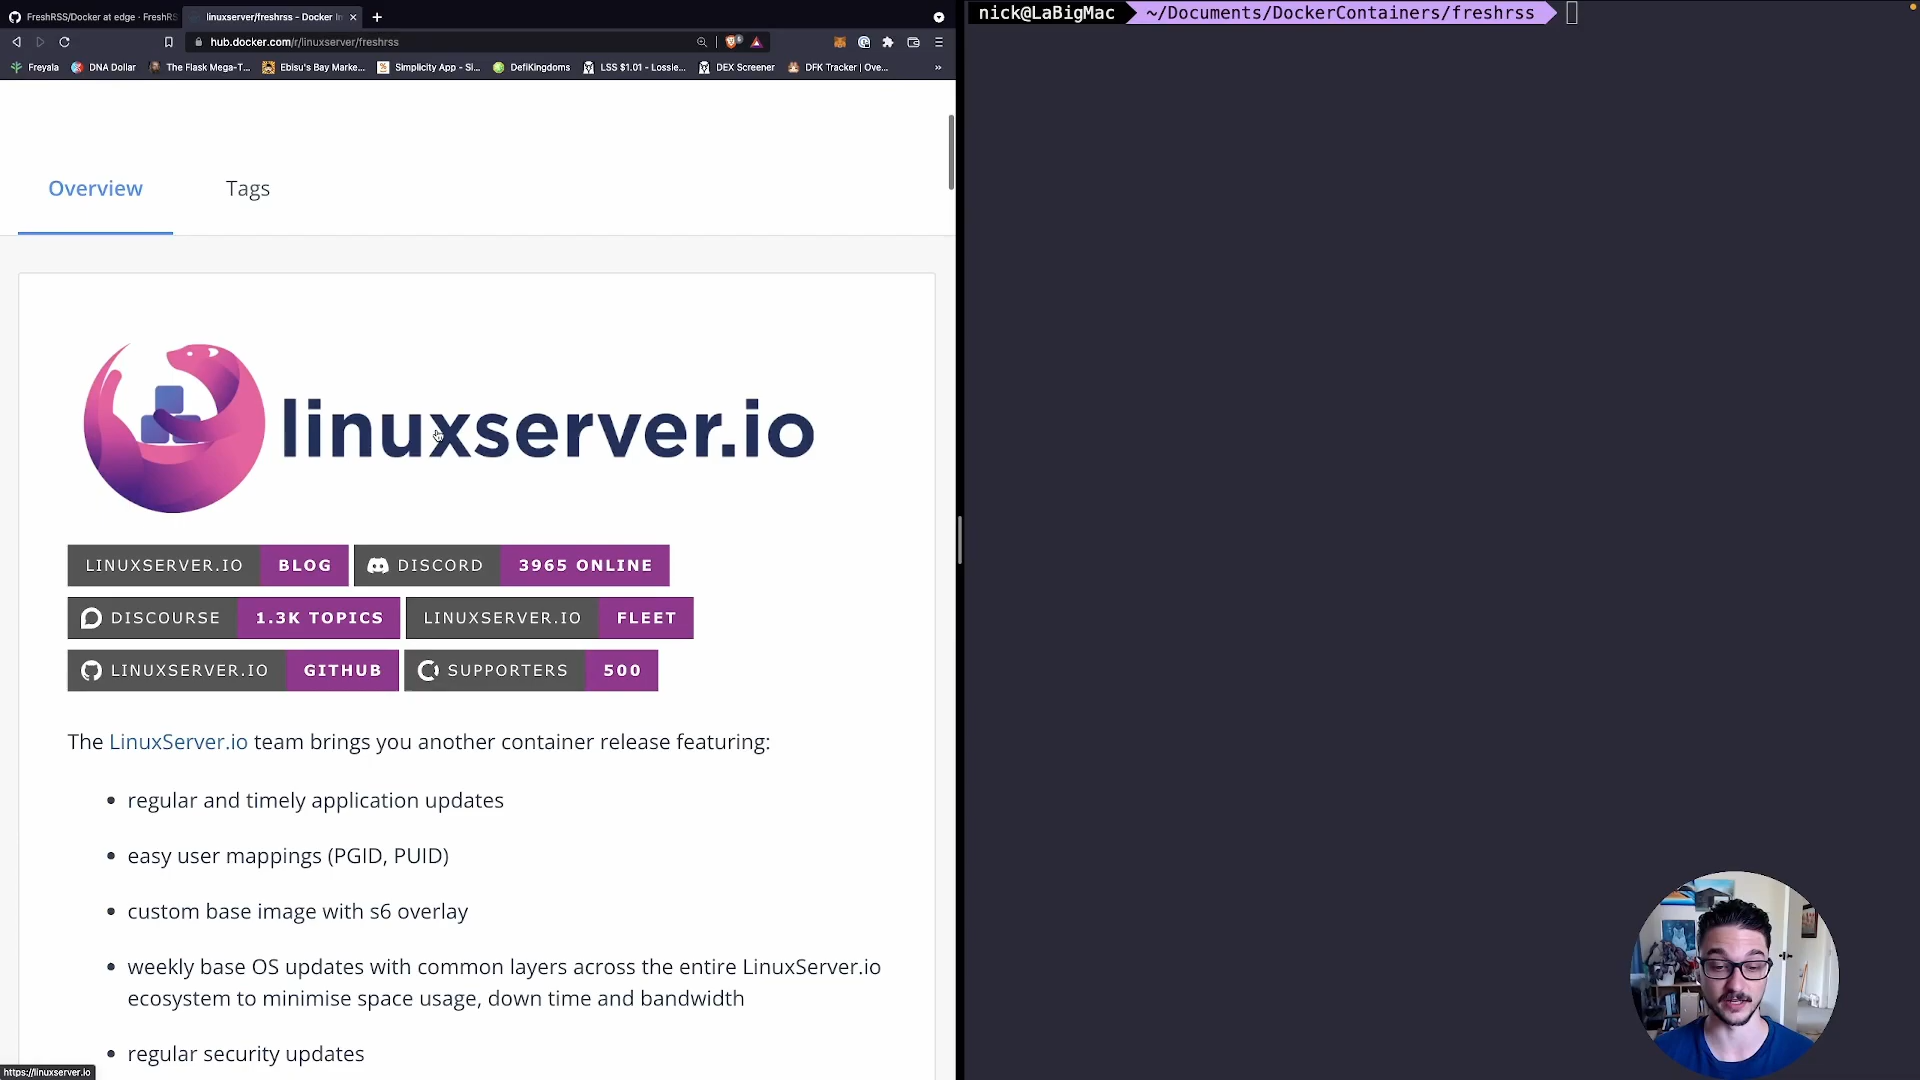 FreshRSS/Docker at edge · FreshRS
linuxserver/freshrss - Docker I
nick@LaBigMac ~/Documents/DockerContainers/freshrss
hub.docker.com/r/linuxserver/freshrss
Freyala
DNA Dollar
The Flask Mega-T...
Ebisu's Bay Marke...
Simplicity App - Si...
DefiKingdoms
LSS $1.01 - Lossle...
DEX Screener
DFK Tracker | Ove...
Overview
Tags
linuxserver.io
LINUXSERVER.IO BLOG
DISCORD 3965 ONLINE
DISCOURSE 1.3K TOPICS
LINUXSERVER.IO FLEET
LINUXSERVER.IO GITHUB
SUPPORTERS 500
The LinuxServer.io team brings you another container release featuring:
• regular and timely application updates
• easy user mappings (PGID, PUID)
• custom base image with s6 overlay
• weekly base OS updates with common layers across the entire LinuxServer.io
ecosystem to minimise space usage, down time and bandwidth
• regular security updates
https://linuxserver.io